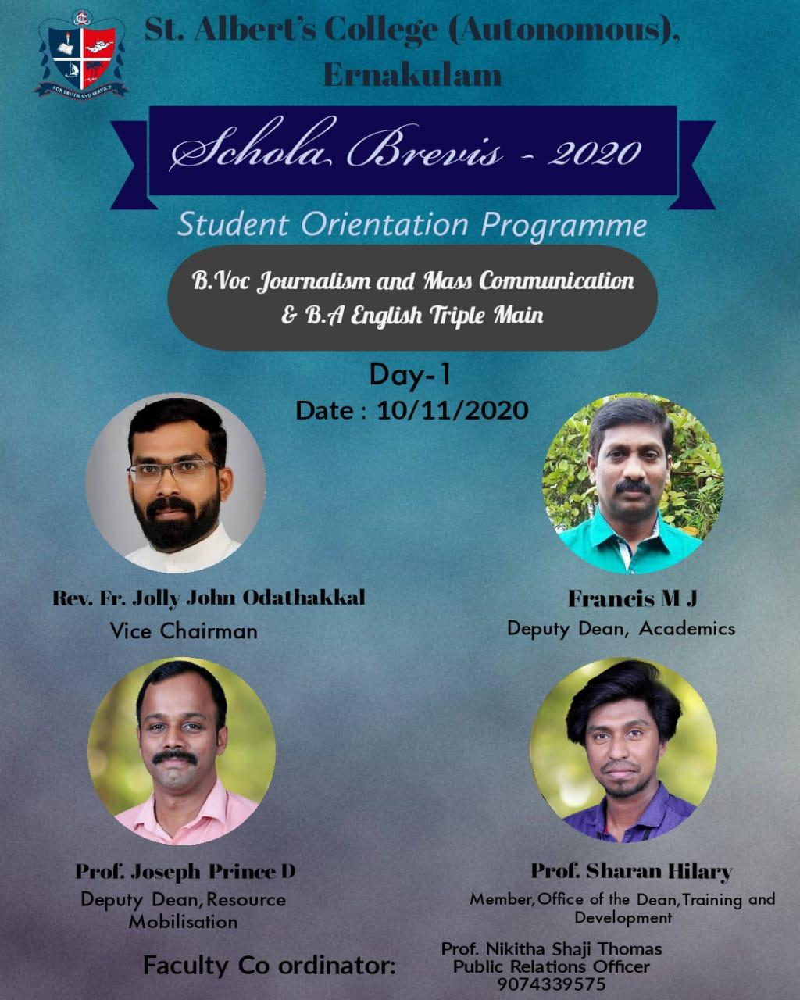 FOR TRUTH AND SERVICE
St. Albert's College (Autonomous),
Ernakulam
Schola Brevis - 2020
Student Orientation Programme
B.Voc Journalism and Mass Communication
& B.A English Triple Main
Day-1
Date : 10/11/2020
Rev. Fr. Jolly John Odathakkal
Vice Chairman
Francis M J
Deputy Dean, Academics
Prof. Joseph Prince D
Deputy Dean,Resource
Mobilisation
Prof. Sharan Hilary
Member,Office of the Dean,Training and
Development
Faculty Co ordinator:
Prof. Nikitha Shaji Thomas
Public Relations Officer
9074339575